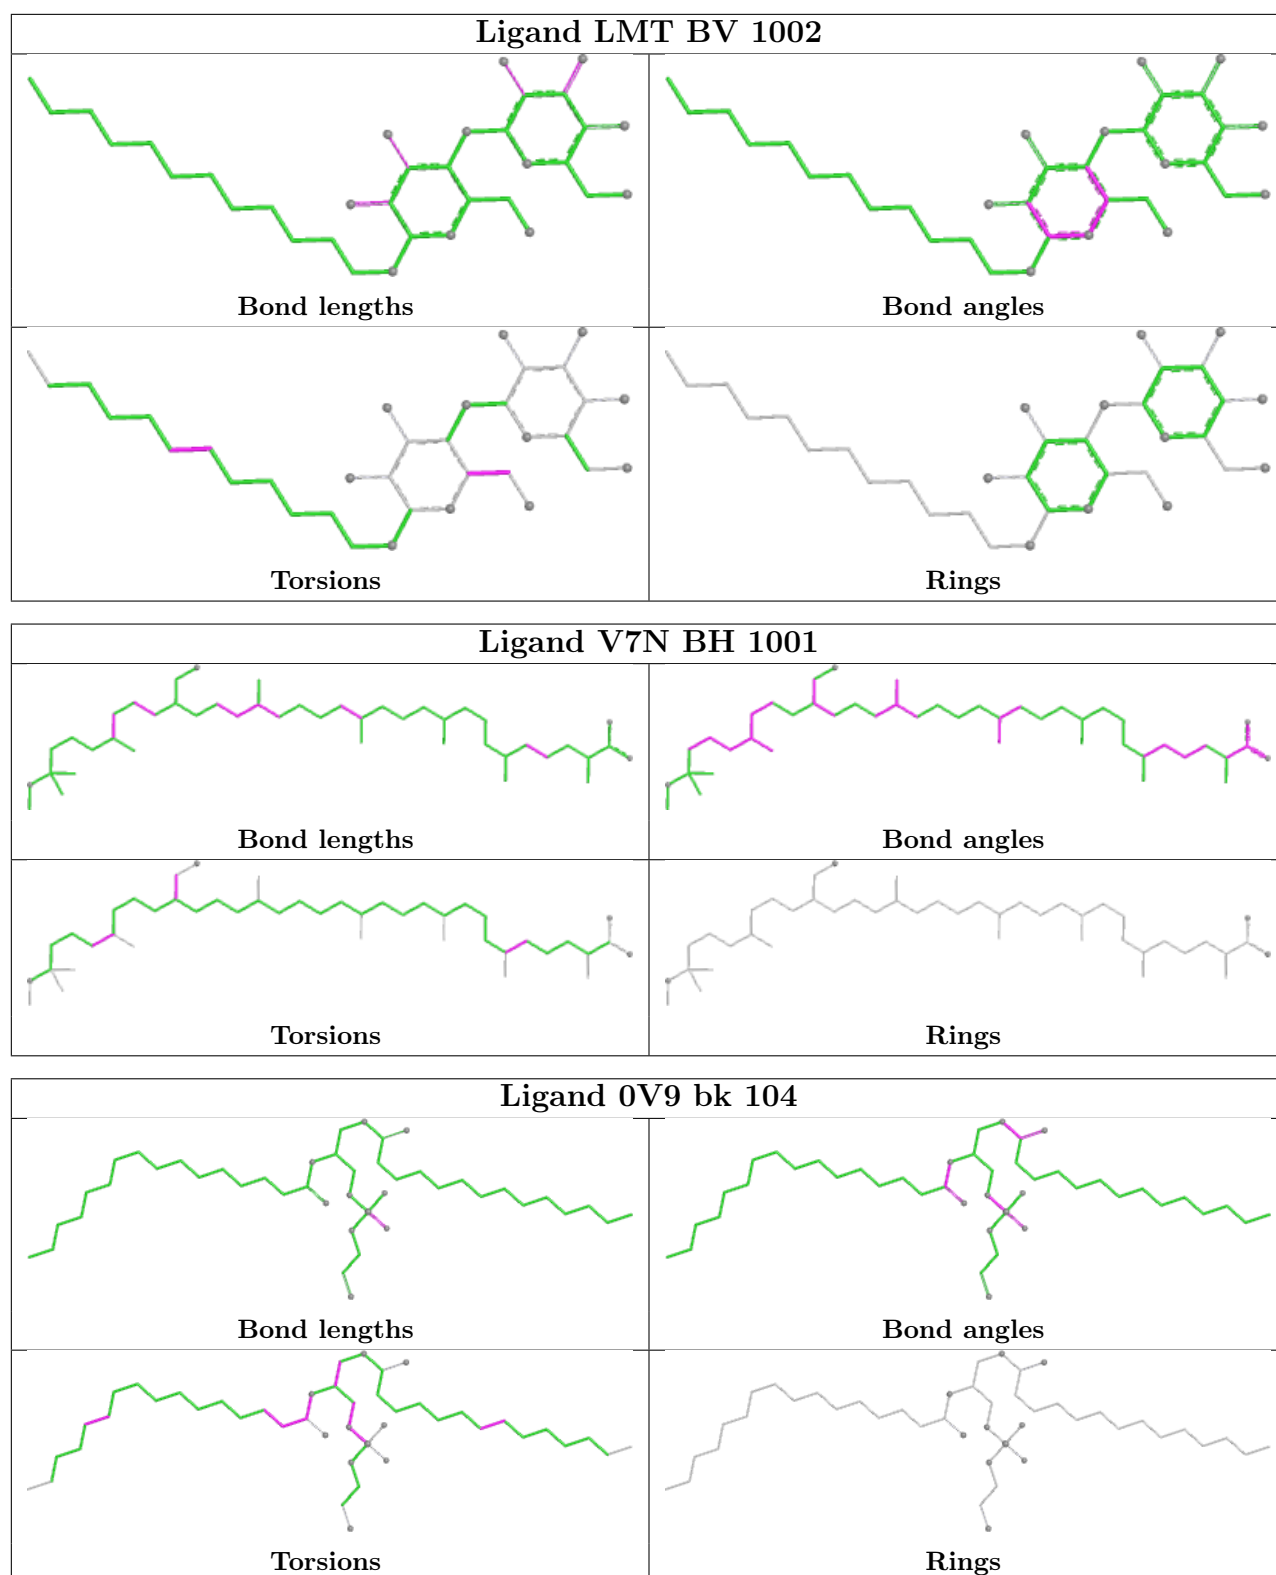 Ligand LMT BV 1002
Bond lengths
Bond angles
Torsions
Rings
Ligand V7N BH 1001
Bond lengths
Bond angles
Torsions
Rings
Ligand 0V9 bk 104
Bond lengths
Bond angles
Torsions
Rings